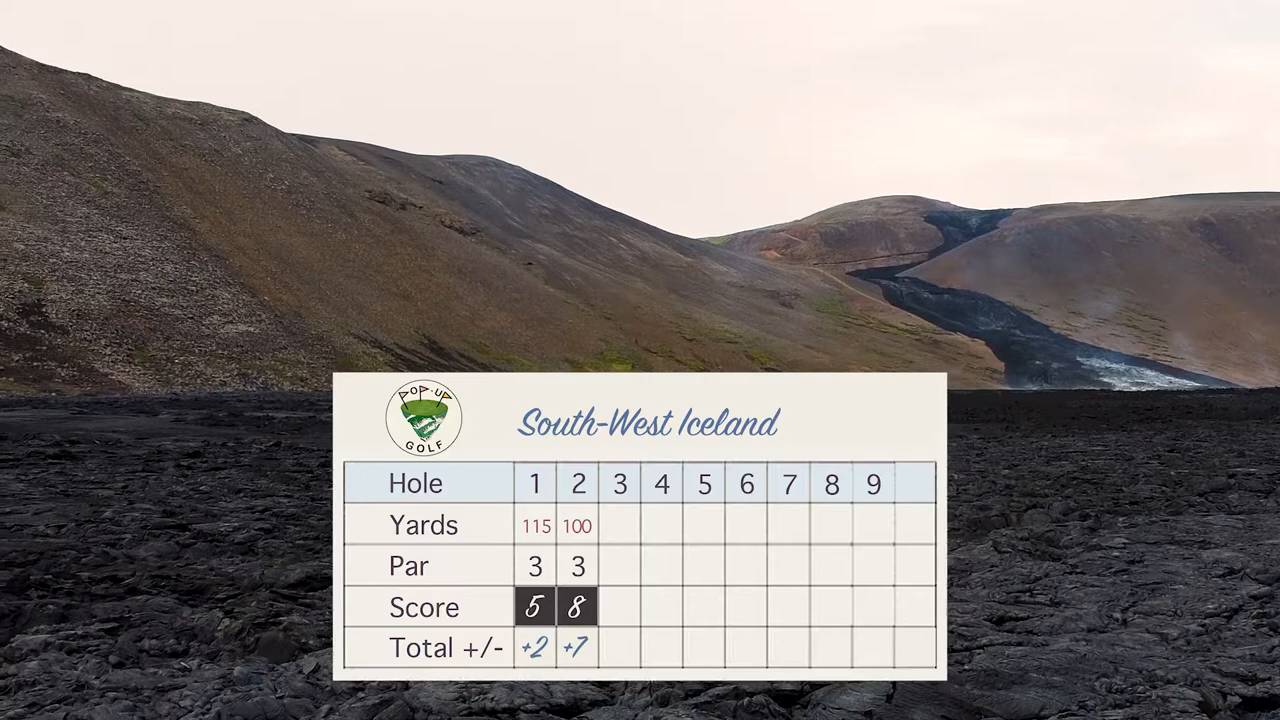 POP-UP
GOLF
South-West Iceland
Hole 1 2 3 4 5 6 7 8 9
Yards 115 100
Par 3 3
Score 5 8
Total +/- +2 +7